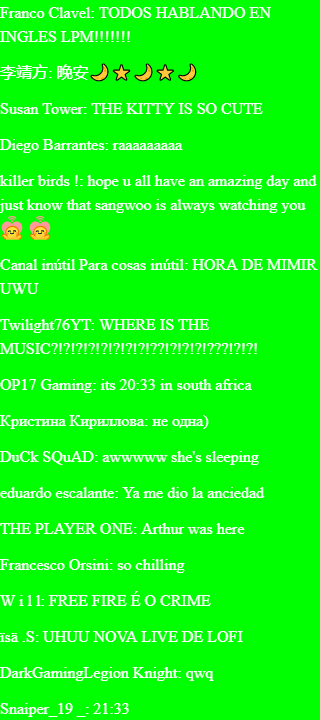 Franco Clavel: TODOS HABLANDO EN
INGLES LPM!!!!!!!
李靖方: 晚安🌙⭐🌙⭐🌙
Susan Tower: THE KITTY IS SO CUTE
Diego Barrantes: raaaaaaaaa
killer birds !: hope u all have an amazing day and
just know that sangwoo is always watching you
Canal inútil Para cosas inútil: HORA DE MIMIR
UWU
Twilight76YT: WHERE IS THE
MUSIC?!?!?!?!?!?!?!?!??!?!?!?!???!?!?!
OP17 Gaming: its 20:33 in south africa
Кристина Кириллова: не одна)
DuCk SQuAD: awwwww she's sleeping
eduardo escalante: Ya me dio la anciedad
THE PLAYER ONE: Arthur was here
Francesco Orsini: so chilling
W i l l: FREE FIRE É O CRIME
ïsä .S: UHUU NOVA LIVE DE LOFI
DarkGamingLegion Knight: qwq
Snaiper_19 _: 21:33